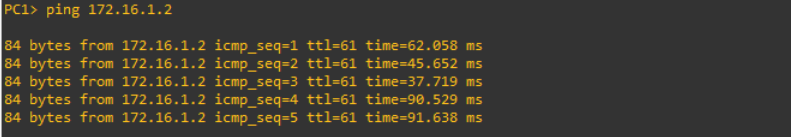 PC1> ping 172.16.1.2
84 bytes from 172.16.1.2 icmp_seq=1 ttl=61 time=62.058 ms
84 bytes from 172.16.1.2 icmp_seq=2 ttl=61 time=45.652 ms
84 bytes from 172.16.1.2 icmp_seq=3 ttl=61 time=37.719 ms
84 bytes from 172.16.1.2 icmp_seq=4 ttl=61 time=90.529 ms
84 bytes from 172.16.1.2 icmp_seq=5 ttl=61 time=91.638 ms